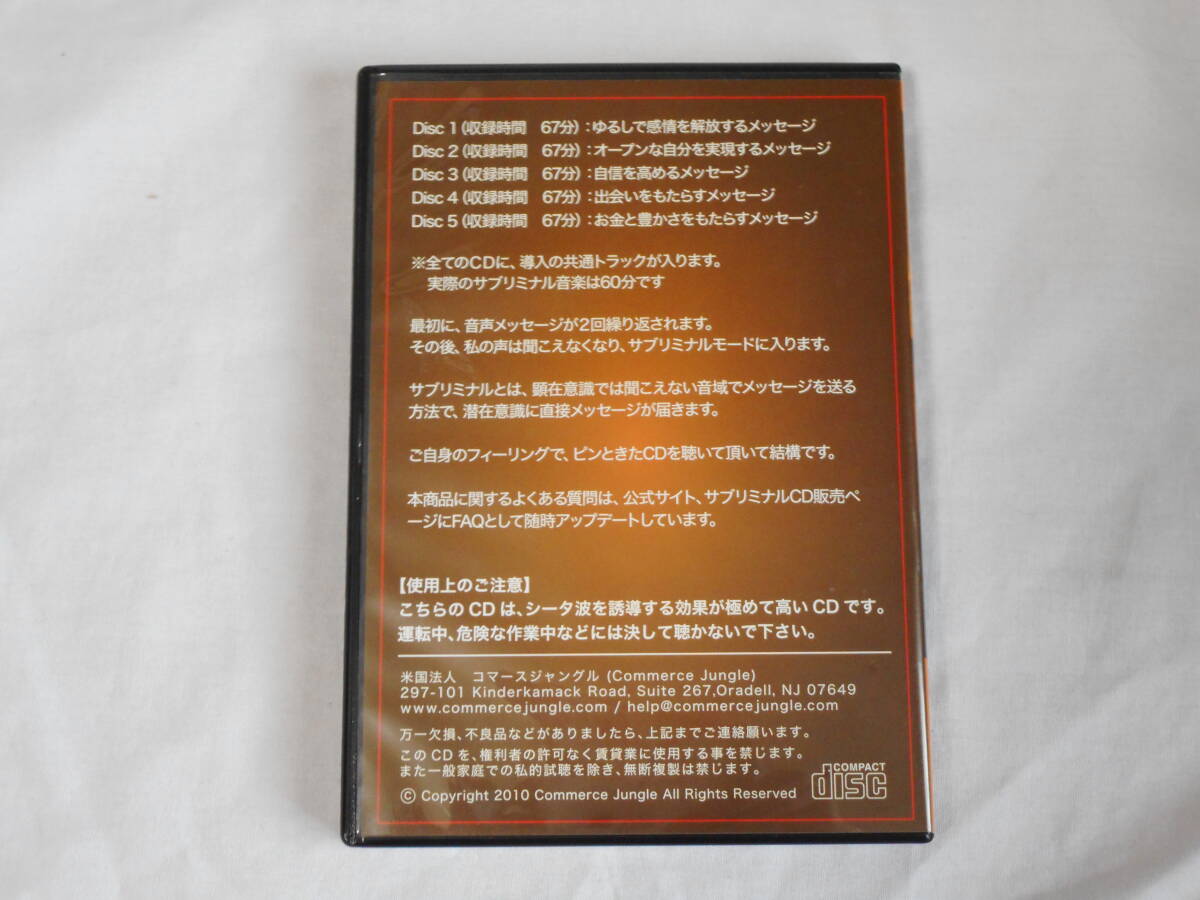 Disc 1(収録時間　67分):ゆるしで感情を解放するメッセージ
Disc 2(収録時間　67分):オープンな自分を実現するメッセージ
Disc 3(収録時間　67分):自信を高めるメッセージ
Disc 4(収録時間　67分):出会いをもたらすメッセージ
Disc 5(収録時間　67分):お金と豊かさをもたらすメッセージ
※全てのCDに、導入の共通トラックが入ります。
実際のサブリミナル音楽は60分です
最初に、音声メッセージが2回繰り返されます。
その後、私の声は聞こえなくなり、サブリミナルモードに入ります。
サブリミナルとは、顕在意識では聞こえない音域でメッセージを送る
方法で、潜在意識に直接メッセージが届きます。
ご自身のフィーリングで、ピンときたCDを聴いて頂いて結構です。
本商品に関するよくある質問は、公式サイト、サブリミナルCD販売ペ
ージにFAQとして随時アップデートしています。
【使用上のご注意】
こちらの CD は、シータ波を誘導する効果が極めて高い CD です。
運転中、危険な作業中などには決して聴かないで下さい。
米国法人　コマースジャングル (Commerce Jungle)
297-101 Kinderkamack Road, Suite 267,Oradell, NJ 07649
www.commercejungle.com / help@commercejungle.com
万一欠損、不良品などがありましたら、上記までご連絡願います。
この CD を、権利者の許可なく賃貸業に使用する事を禁じます。
また一般家庭での私的試聴を除き、無断複製は禁じます。
© Copyright 2010 Commerce Jungle All Rights Reserved
COMPACT
disc